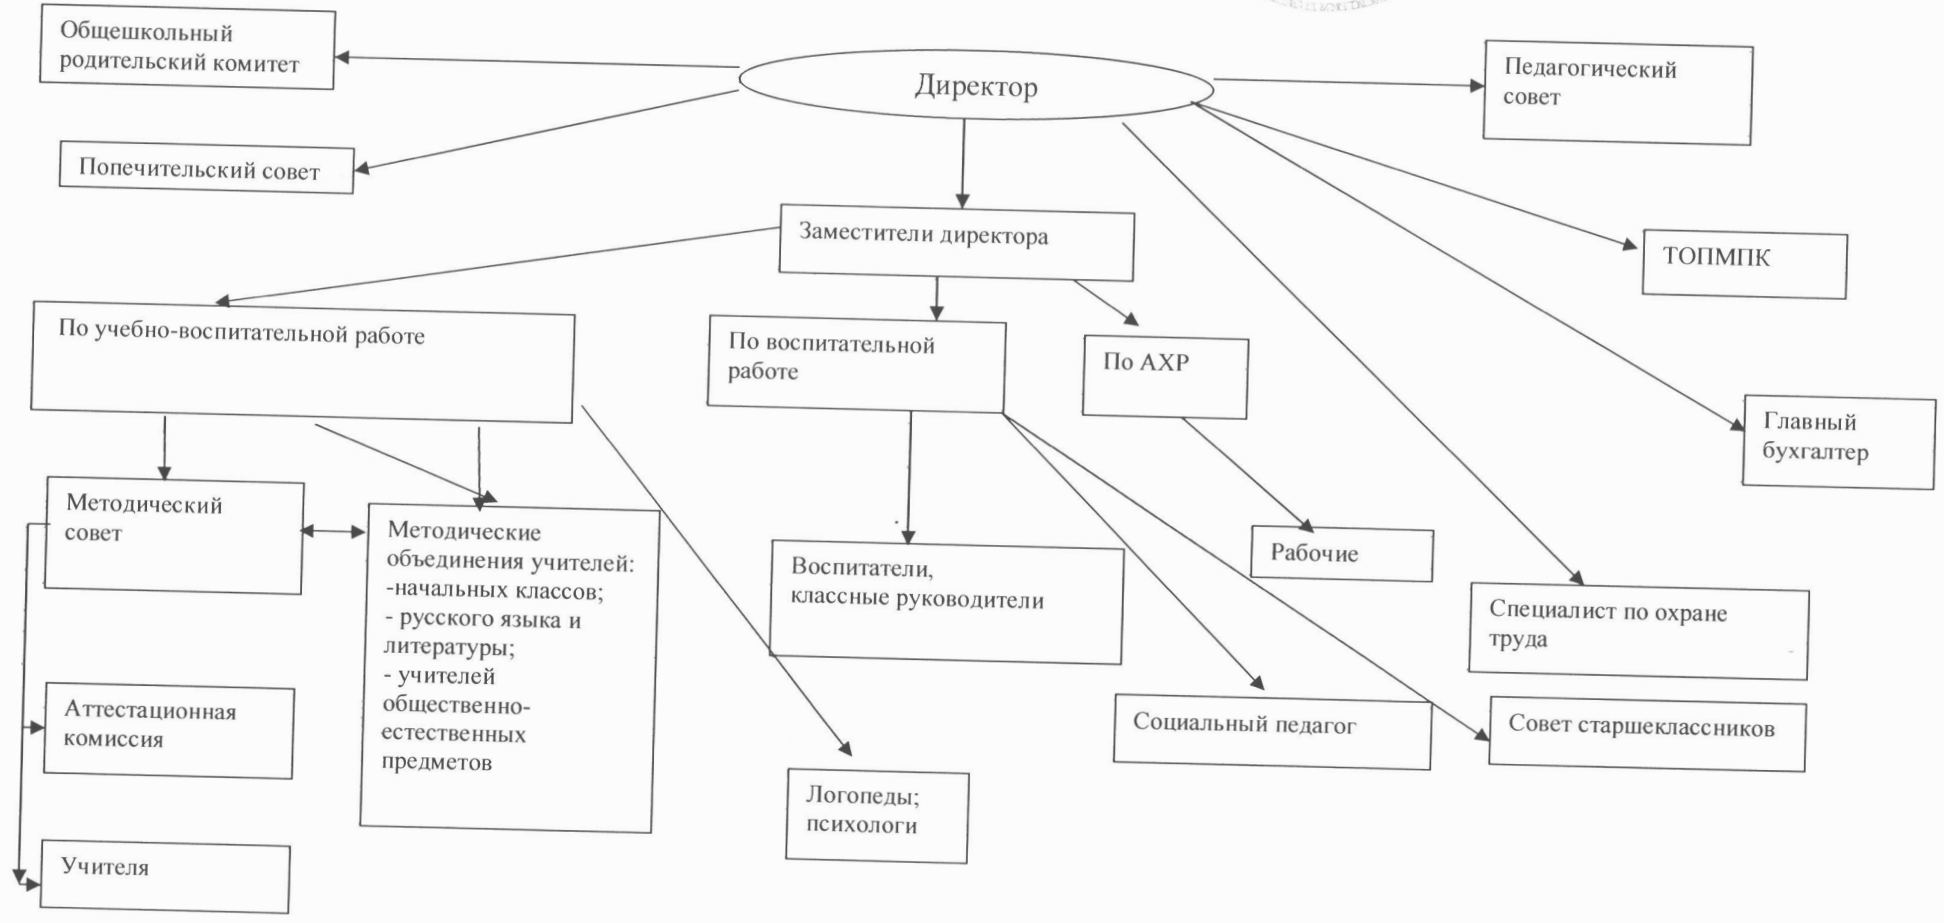 Общешкольный
родительский комитет
Директор
Педагогический
совет
Попечительский совет
Заместители директора
ТОПМПК
По учебно-воспитательной работе
По воспитательной
работе
По АХР
Главный
бухгалтер
Методический
совет
Методические
объединения учителей:
-начальных классов;
- русского языка и
литературы;
- учителей
общественно-
естественных
предметов
Воспитатели,
классные руководители
Рабочие
Специалист по охране
труда
Аттестационная
комиссия
Социальный педагог
Совет старшеклассников
Логопеды;
психологи
Учителя